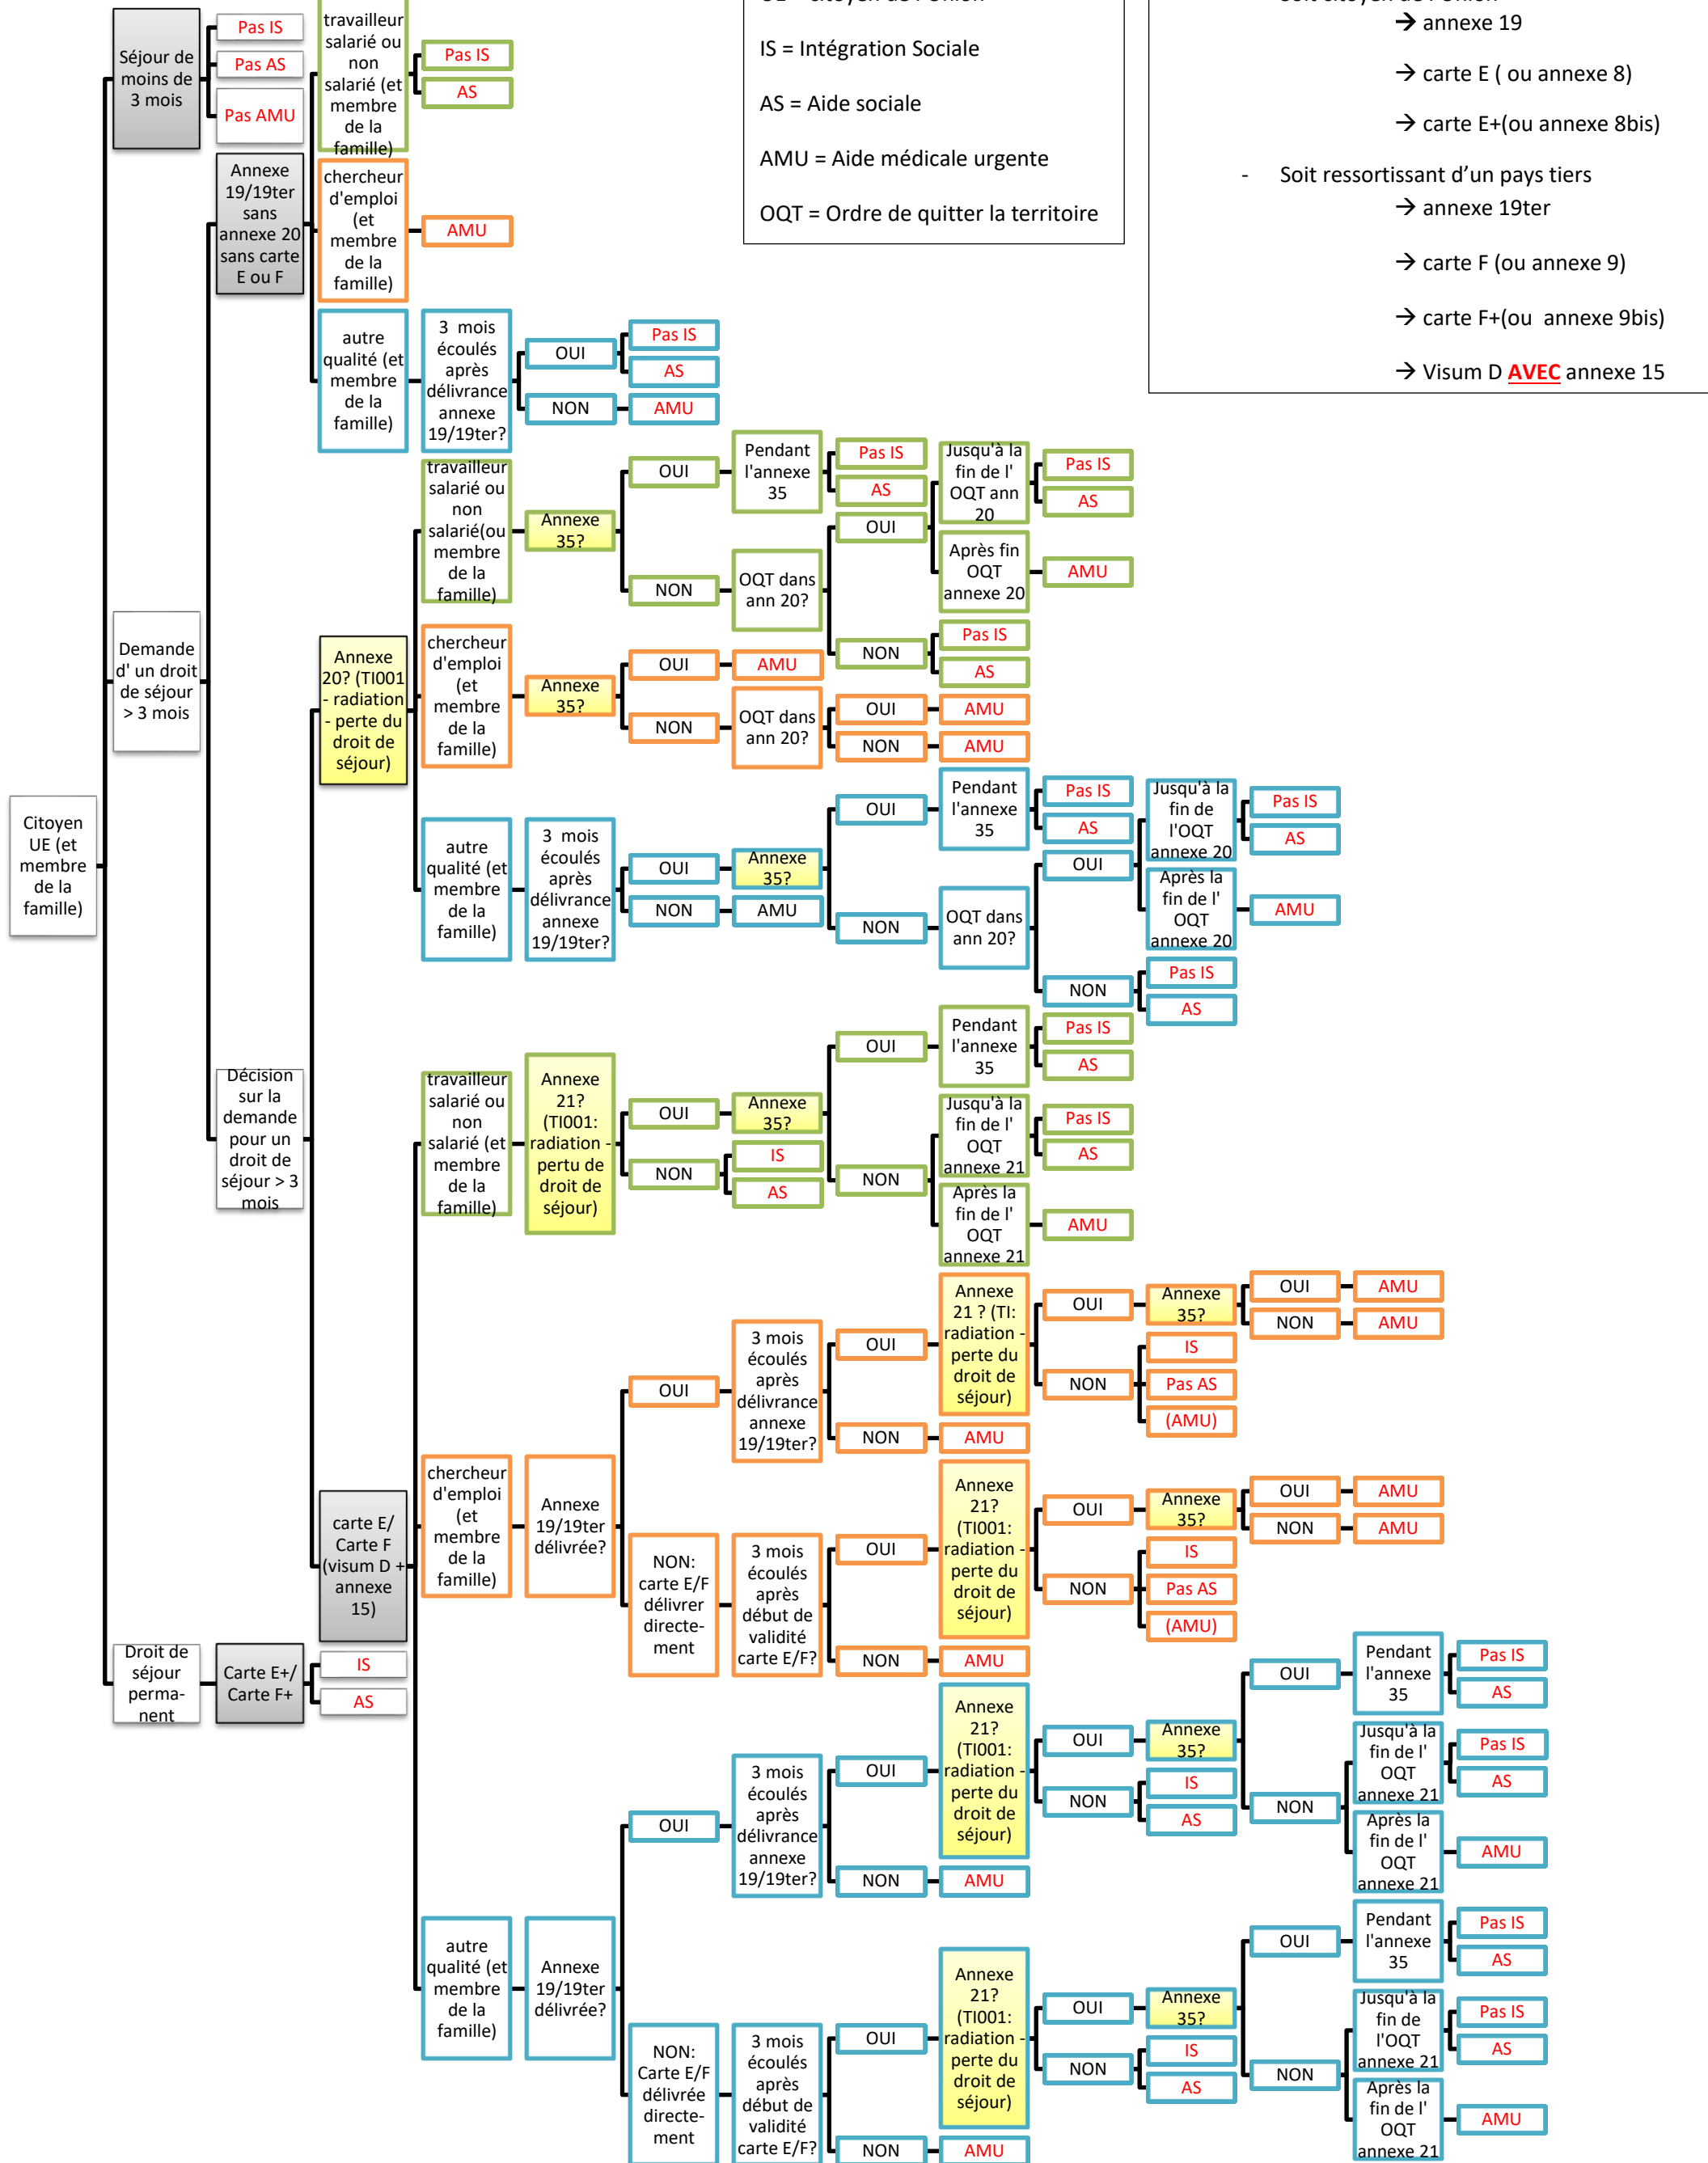 IS = Intégration Sociale
AS = Aide sociale
AMU = Aide médicale urgente
OQT = Ordre de quitter la territoire
→ annexe 19
→ carte E ( ou annexe 8)
→ carte E+(ou annexe 8bis)
- Soit ressortissant d’un pays tiers
→ annexe 19ter
→ carte F (ou annexe 9)
→ carte F+(ou annexe 9bis)
→ Visum D AVEC annexe 15
Citoyen
UE (et
membre
de la
famille)
Séjour de
moins de
3 mois
Pas IS
Pas AS
Pas AMU
Demande
d' un droit
de séjour
> 3 mois
Annexe
19/19ter
sans
annexe 20
sans carte
E ou F
travailleur
salarié ou
non
salarié (et
membre
de la
famille)
Pas IS
AS
chercheur
d'emploi
(et
membre
de la
famille)
AMU
autre
qualité (et
membre
de la
famille)
3 mois
écoulés
après
délivrance
annexe
19/19ter?
OUI
Pas IS
AS
NON
AMU
Décision
sur la
demande
pour un
droit de
séjour > 3
mois
Annexe
20? (TI001
- radiation
- perte du
droit de
séjour)
travailleur
salarié ou
non
salarié(ou
membre
de la
famille)
Annexe
35?
OUI
Pendant
l'annexe
35
Pas IS
AS
NON
OQT dans
ann 20?
OUI
Jusqu'à la
fin de l'
OQT ann
20
Pas IS
AS
Après fin
OQT
annexe 20
AMU
NON
Pas IS
AS
chercheur
d'emploi
(et
membre
de la
famille)
Annexe
35?
OUI
AMU
NON
OQT dans
ann 20?
OUI
AMU
NON
AMU
autre
qualité (et
membre
de la
famille)
3 mois
écoulés
après
délivrance
annexe
19/19ter?
OUI
Annexe
35?
OUI
Pendant
l'annexe
35
Pas IS
AS
NON
OQT dans
ann 20?
OUI
Jusqu'à la
fin de
l'OQT
annexe 20
Pas IS
AS
Après la
fin de l'
OQT
annexe 20
AMU
NON
Pas IS
AS
NON
AMU
carte E/
Carte F
(visum D +
annexe
15)
travailleur
salarié ou
non
salarié (et
membre
de la
famille)
Annexe
21?
(TI001:
radiation -
pertu de
droit de
séjour)
OUI
Annexe
35?
OUI
Pendant
l'annexe
35
Pas IS
AS
NON
Jusqu'à la
fin de l'
OQT
annexe 21
Pas IS
AS
Après la
fin de l'
OQT
annexe 21
AMU
NON
IS
AS
chercheur
d'emploi
(et
membre
de la
famille)
Annexe
19/19ter
délivrée?
OUI
3 mois
écoulés
après
délivrance
annexe
19/19ter?
OUI
Annexe
21 ? (TI:
radiation -
perte du
droit de
séjour)
OUI
Annexe
35?
OUI
AMU
NON
AMU
NON
IS
Pas AS
(AMU)
NON
AMU
NON:
carte E/F
délivrer
directe-
ment
3 mois
écoulés
après
début de
validité
carte E/F?
OUI
Annexe
21?
(TI001:
radiation -
perte du
droit de
séjour)
OUI
Annexe
35?
OUI
AMU
NON
AMU
NON
IS
Pas AS
(AMU)
NON
AMU
autre
qualité (et
membre
de la
famille)
Annexe
19/19ter
délivrée?
OUI
3 mois
écoulés
après
délivrance
annexe
19/19ter?
OUI
Annexe
21?
(TI001:
radiation -
perte du
droit de
séjour)
OUI
Annexe
35?
OUI
Pendant
l'annexe
35
Pas IS
AS
NON
Jusqu'à la
fin de l'
OQT
annexe 21
Pas IS
AS
Après la
fin de l'
OQT
annexe 21
AMU
NON
IS
AS
NON
AMU
NON:
Carte E/F
délivrée
directe-
ment
3 mois
écoulés
après
début de
validité
carte E/F?
OUI
Annexe
21?
(TI001:
radiation -
perte du
droit de
séjour)
OUI
Annexe
35?
OUI
Pendant
l'annexe
35
Pas IS
AS
NON
Jusqu'à la
fin de
l'OQT
annexe 21
Pas IS
AS
Après la
fin de l'
OQT
annexe 21
AMU
NON
IS
AS
NON
AMU
Droit de
séjour
perma-
nent
Carte E+/
Carte F+
IS
AS